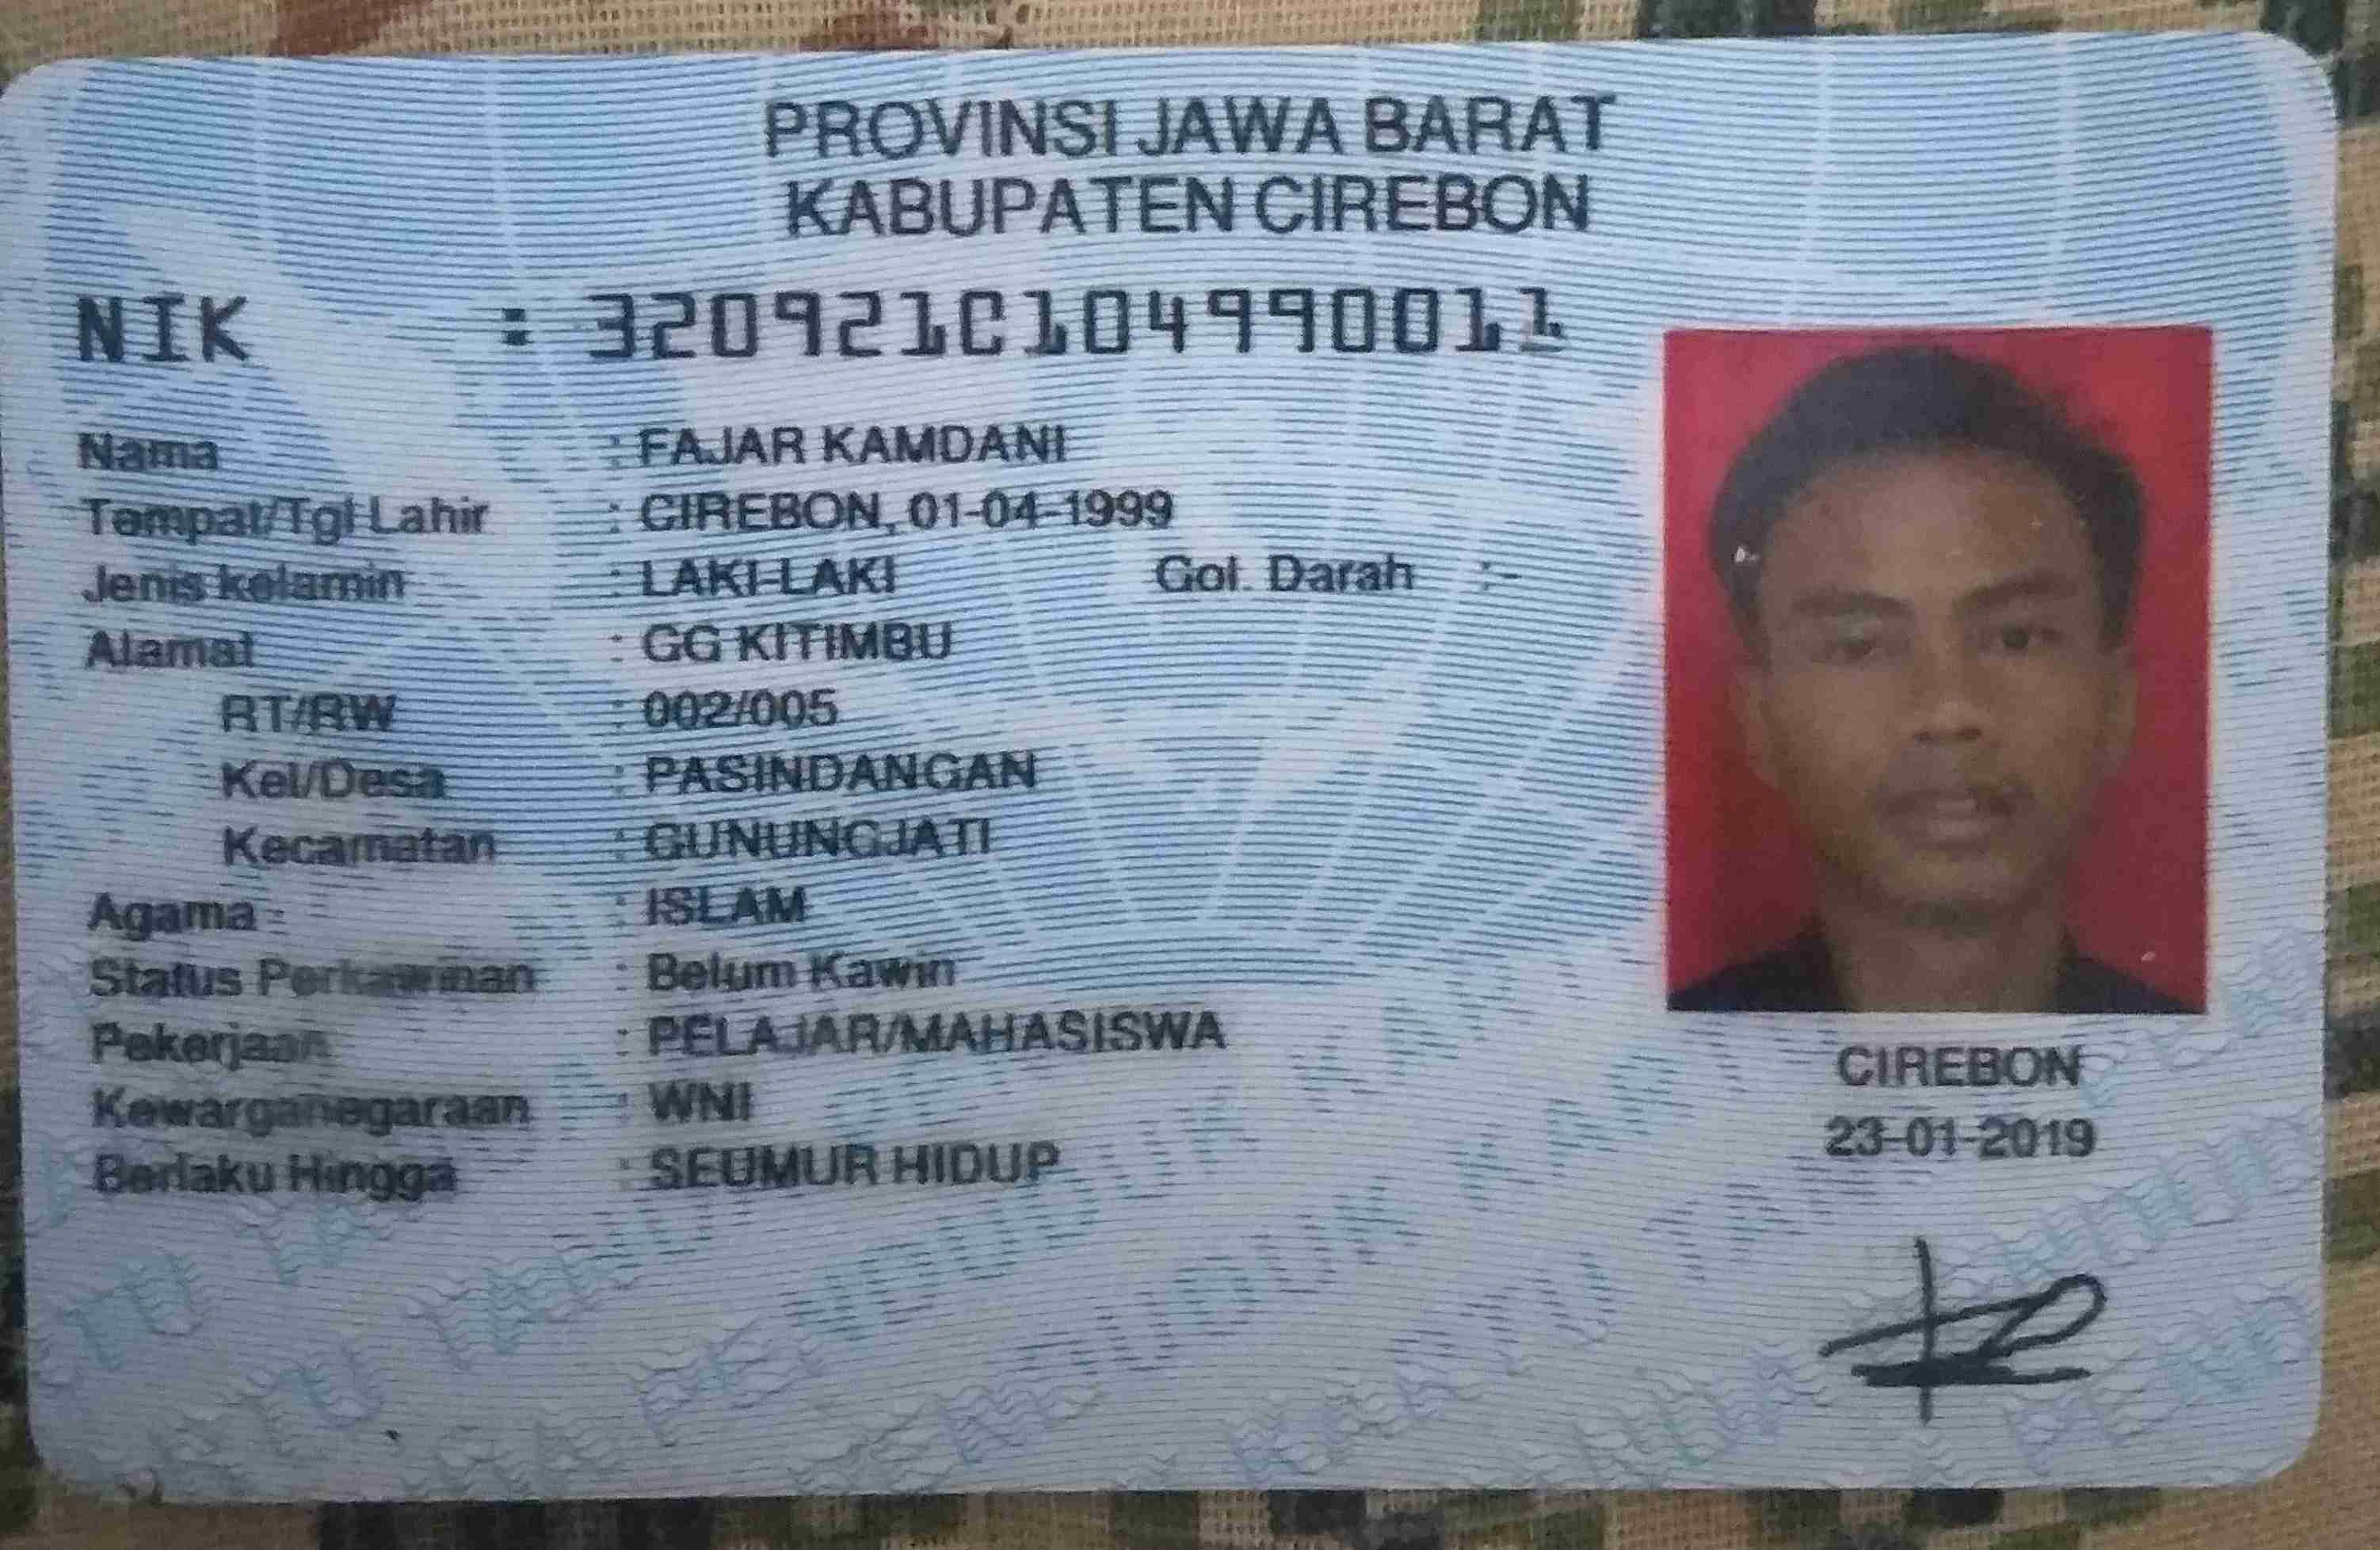 PROVINSI JAWA BARAT
KABUPATEN CIREBON
NIK : 3209210104990011
Nama : FAJAR KAMDANI
Tempat/Tgl Lahir : CIREBON, 01-04-1999
Jenis kelamin : LAKI-LAKI Gol. Darah :-
Alamat : GG KITIMBU
RT/RW : 002/005
Kel/Desa : PASINDANGAN
Kecamatan : GUNUNGJATI
Agama : ISLAM
Status Perkawinan : Belum Kawin
Pekerjaan : PELAJAR/MAHASISWA
Kewarganegaraan : WNI
Berlaku Hingga : SEUMUR HIDUP
CIREBON
23-01-2019